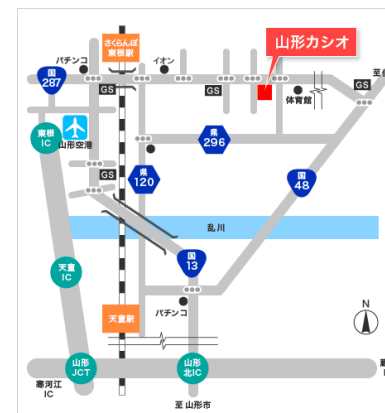 さくらんぼ
東根駅
山形カシオ
パチンコ
イオン
国
287
GS
GS
体育館
GS
至
東根
IC
山形空港
県
296
GS
県
120
国
48
乱川
国
13
天童
IC
天童駅
パチンコ
N
山形
JCT
山形
北IC
寒河江
IC
至 山形市